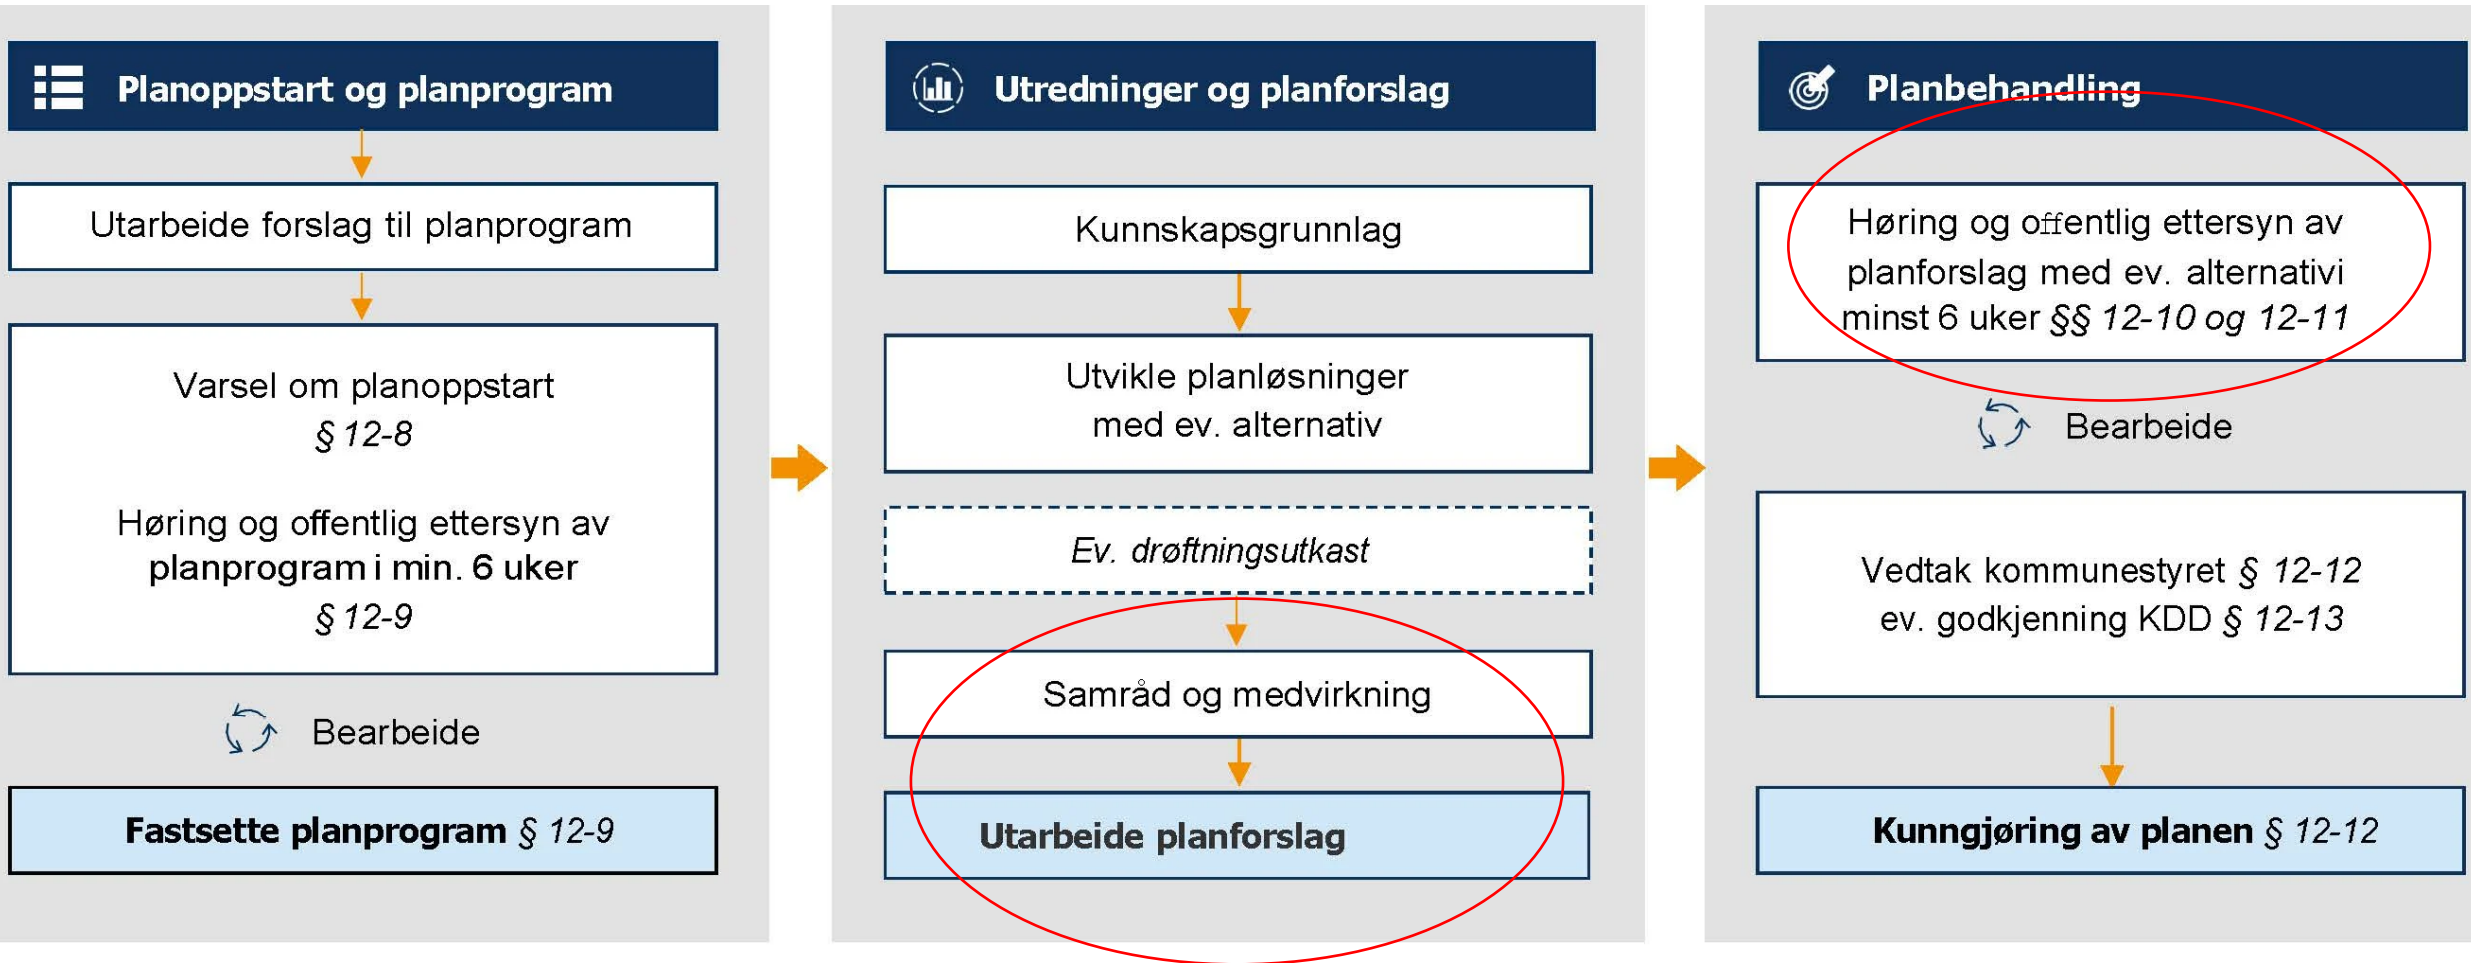 Planoppstart og planprogram
Utarbeide forslag til planprogram
Varsel om planoppstart
§ 12-8
Høring og offentlig ettersyn av
planprogram i min. 6 uker
§ 12-9
Bearbeide
Fastsette planprogram § 12-9
Utredninger og planforslag
Kunnskapsgrunnlag
Utvikle planløsninger
med ev. alternativ
Ev. drøftningsutkast
Samråd og medvirkning
Utarbeide planforslag
Planbehandling
Høring og offentlig ettersyn av
planforslag med ev. alternativi
minst 6 uker §§ 12-10 og 12-11
Bearbeide
Vedtak kommunestyret § 12-12
ev. godkjenning KDD § 12-13
Kunngjøring av planen § 12-12